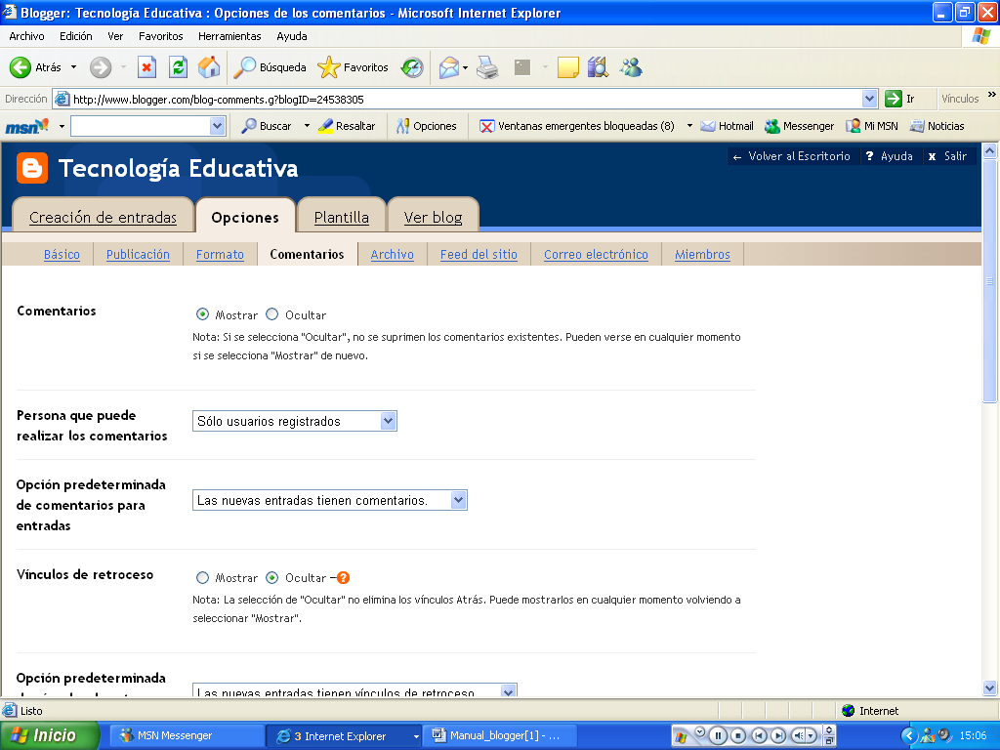 Blogger: Tecnología Educativa : Opciones de los comentarios - Microsoft Internet Explorer
Archivo Edición Ver Favoritos Herramientas Ayuda
Atrás Búsqueda Favoritos
Dirección http://www.blogger.com/blog-comments.g?blogID=24538305 Ir Vínculos »
msn Buscar Resaltar Opciones Ventanas emergentes bloqueadas (8) Hotmail Messenger Mi MSN Noticias
Tecnología Educativa
← Volver al Escritorio ? Ayuda x Salir
Creación de entradas Opciones Plantilla Ver blog
Básico Publicación Formato Comentarios Archivo Feed del sitio Correo electrónico Miembros
Comentarios
Mostrar Ocultar
Nota: Si se selecciona "Ocultar", no se suprimen los comentarios existentes. Pueden verse en cualquier momento
si se selecciona "Mostrar" de nuevo.
Persona que puede
realizar los comentarios
Sólo usuarios registrados
Opción predeterminada
de comentarios para
entradas
Las nuevas entradas tienen comentarios.
Vínculos de retroceso
Mostrar Ocultar –?
Nota: La selección de "Ocultar" no elimina los vínculos Atrás. Puede mostrarlos en cualquier momento volviendo a
seleccionar "Mostrar".
Opción predeterminada
Las nuevas entradas tienen vínculos de retroceso
Listo Internet
Inicio MSN Messenger 3 Internet Explorer Manual_blogger[1] - ... 15:06